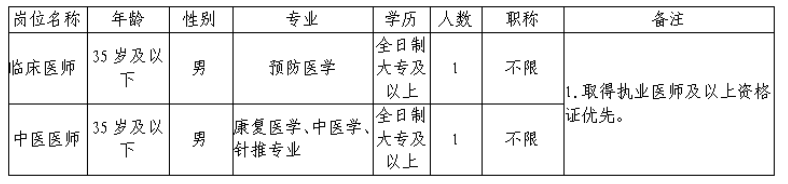 岗位名称 年龄 性别 专业 学历 人数 职称 备注
临床医师 35岁及以下 男 预防医学 全日制大专及以上 1 不限 1.取得执业医师及以上资格证优先。
中医医师 35岁及以下 男 康复医学、中医学、针推专业 全日制大专及以上 1 不限